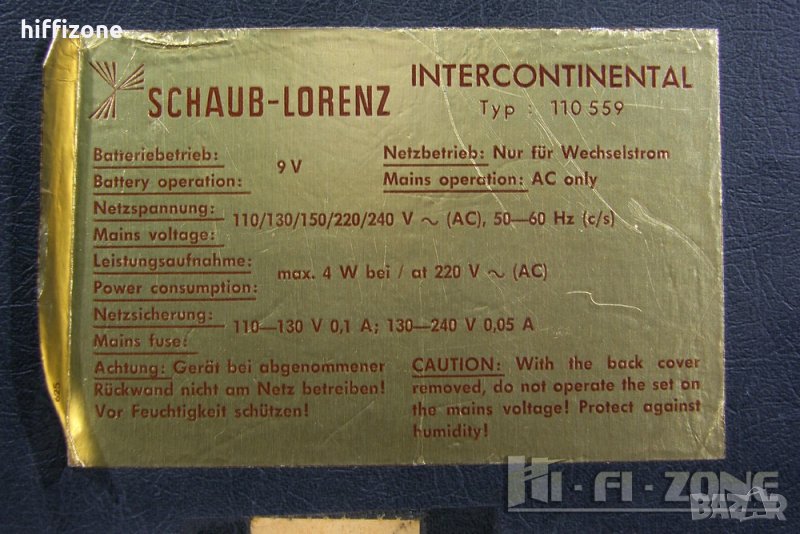 hiffizone
SCHAUB-LORENZ
INTERCONTINENTAL
Typ : 110 559
Batteriebetrieb:
Battery operation:
9 V
Netzbetrieb: Nur für Wechselstrom
Mains operation: AC only
Netzspannung:
Mains voltage:
110/130/150/220/240 V ~ (AC), 50—60 Hz (c/s)
Leistungsaufnahme:
Power consumption:
max. 4 W bei / at 220 V ~ (AC)
Netzsicherung:
Mains fuse:
110—130 V 0,1 A; 130—240 V 0,05 A
Achtung: Gerät bei abgenommener
Rückwand nicht am Netz betreiben!
Vor Feuchtigkeit schützen!
CAUTION: With the back cover
removed, do not operate the set on
the mains voltage! Protect against
humidity!
HI-FI-ZONE
BAZAR